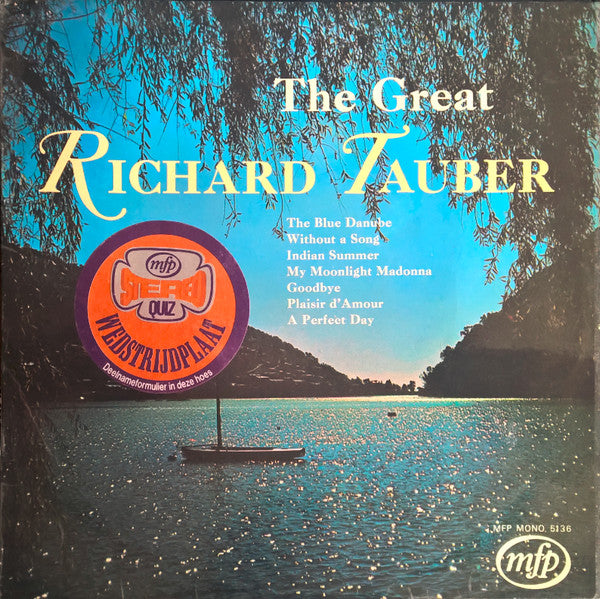 The Great
RICHARD TAUBER
The Blue Danube
Without a Song
Indian Summer
My Moonlight Madonna
Goodbye
Plaisir d'Amour
A Perfect Day
mfp
STEREO
QUIZ
WEDSTRIJDPLAAT
Deelnameformulier in deze hoes
MFP MONO. 5136
mfp